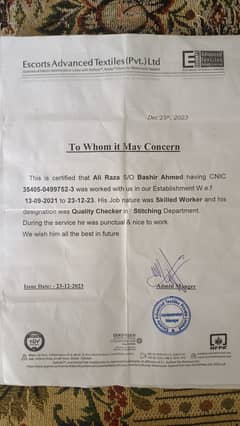 Escorts Advanced Textiles (Pvt.) Ltd
Dec 23rd, 2023
To Whom it May Concern
This is certified that Ali Raza S/O Bashir Ahmed having CNIC
35405-0499752-3 was worked with us in our Establishment W.e.f
13-09-2021 to 23-12-23. His Job nature was Skilled Worker and his
designation was Quality Checker in Stitching Department.
During the service he was punctual & nice to work
We wish him all the best in future
Issue Date: - 23-12-2023
Admin Manger